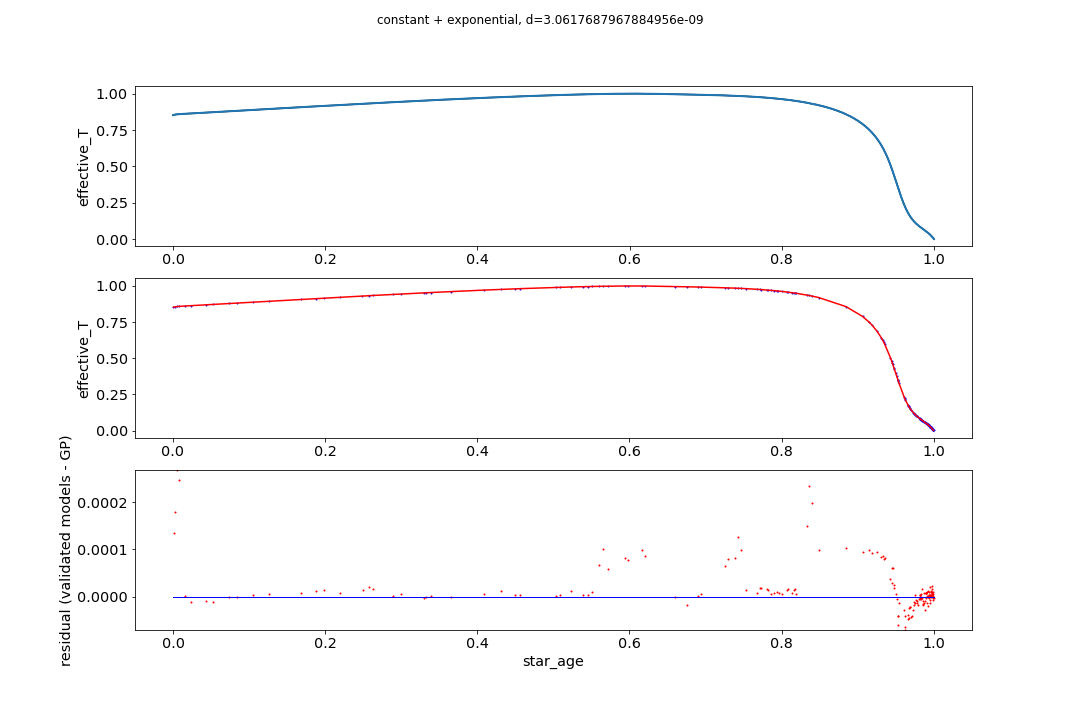 constant + exponential, d=3.0617687967884956e-09
1.00
0.75
0.50
0.25
0.00
effective_T
0.0 0.2 0.4 0.6 0.8 1.0
1.00
0.75
0.50
0.25
0.00
effective_T
0.0 0.2 0.4 0.6 0.8 1.0
0.0002
0.0001
0.0000
residual (validated models - GP)
0.0 0.2 0.4 0.6 0.8 1.0
star_age